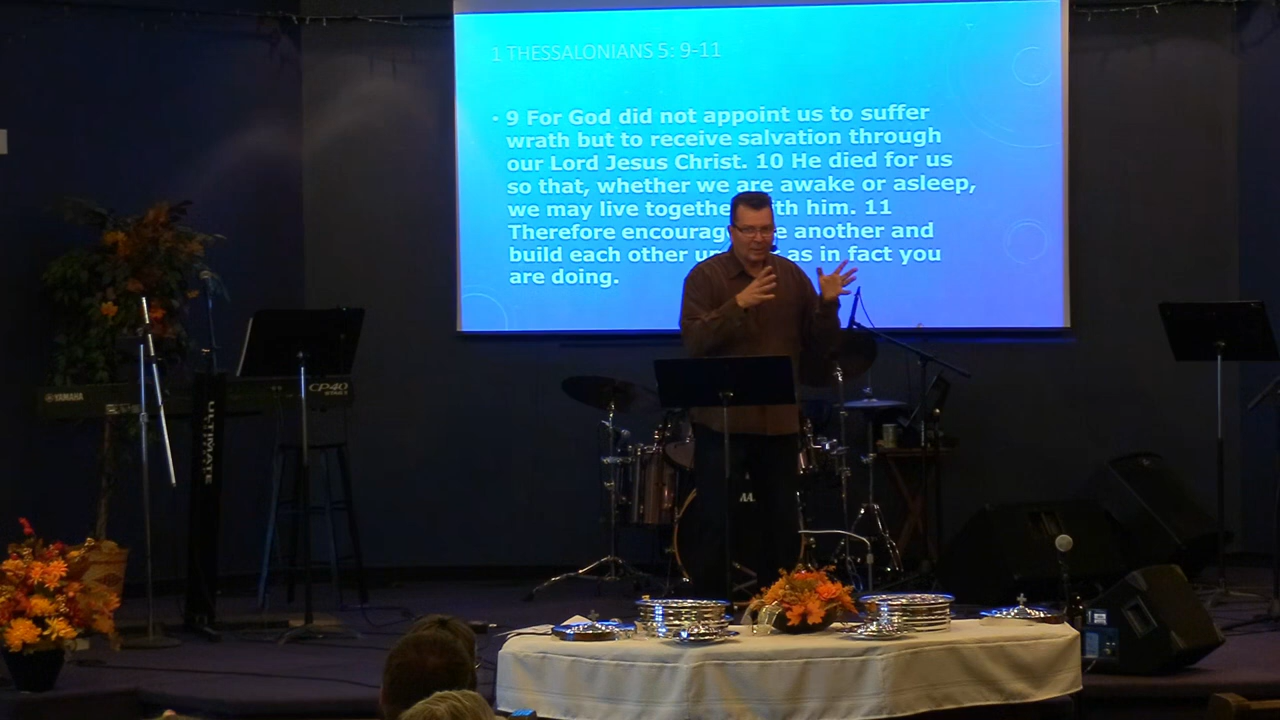 1 THESSALONIANS 5: 9-11
• 9 For God did not appoint us to suffer
wrath but to receive salvation through
our Lord Jesus Christ. 10 He died for us
so that, whether we are awake or asleep,
we may live togethe th him. 11
Therefore encourag e another and
build each other u as in fact you
are doing.
YAMAHA
CP40
STAGE
ULTIMATE